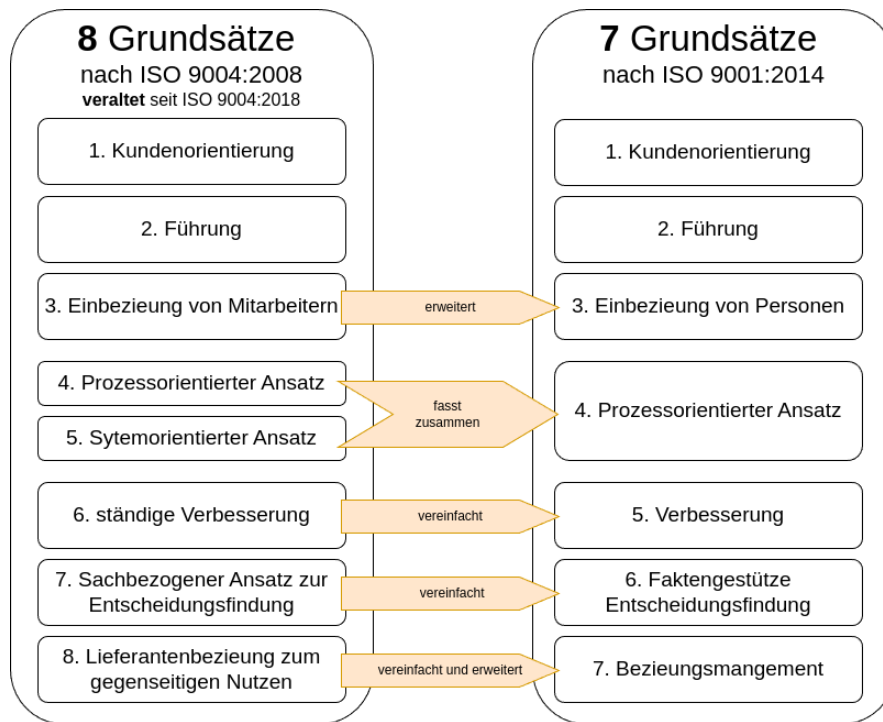 8 Grundsätze
nach ISO 9004:2008
veraltet seit ISO 9004:2018
1. Kundenorientierung
2. Führung
3. Einbezieung von Mitarbeitern
4. Prozessorientierter Ansatz
5. Sytemorientierter Ansatz
6. ständige Verbesserung
7. Sachbezogener Ansatz zur
Entscheidungsfindung
8. Lieferantenbezieung zum
gegenseitigen Nutzen
erweitert
fasst
zusammen
vereinfacht
vereinfacht
vereinfacht und erweitert
7 Grundsätze
nach ISO 9001:2014
1. Kundenorientierung
2. Führung
3. Einbezieung von Personen
4. Prozessorientierter Ansatz
5. Verbesserung
6. Faktengestütze
Entscheidungsfindung
7. Bezieungsmangement